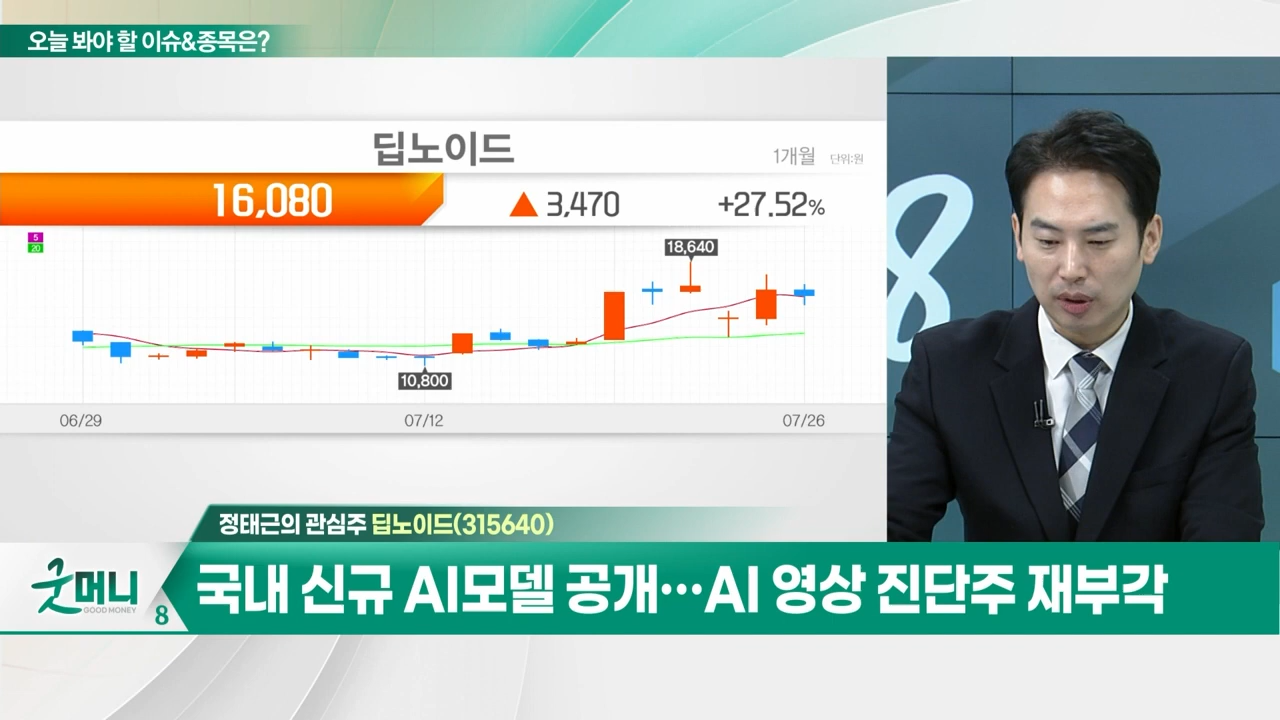 오늘 봐야 할 이슈&종목은?
딥노이드
1개월 단위:원
16,080 ▲ 3,470 +27.52%
5
20
18,640
10,800
06/29 07/12 07/26
8
정태근의 관심주 딥노이드(315640)
굿머니
GOOD MONEY
8
국내 신규 AI모델 공개…AI 영상 진단주 재부각